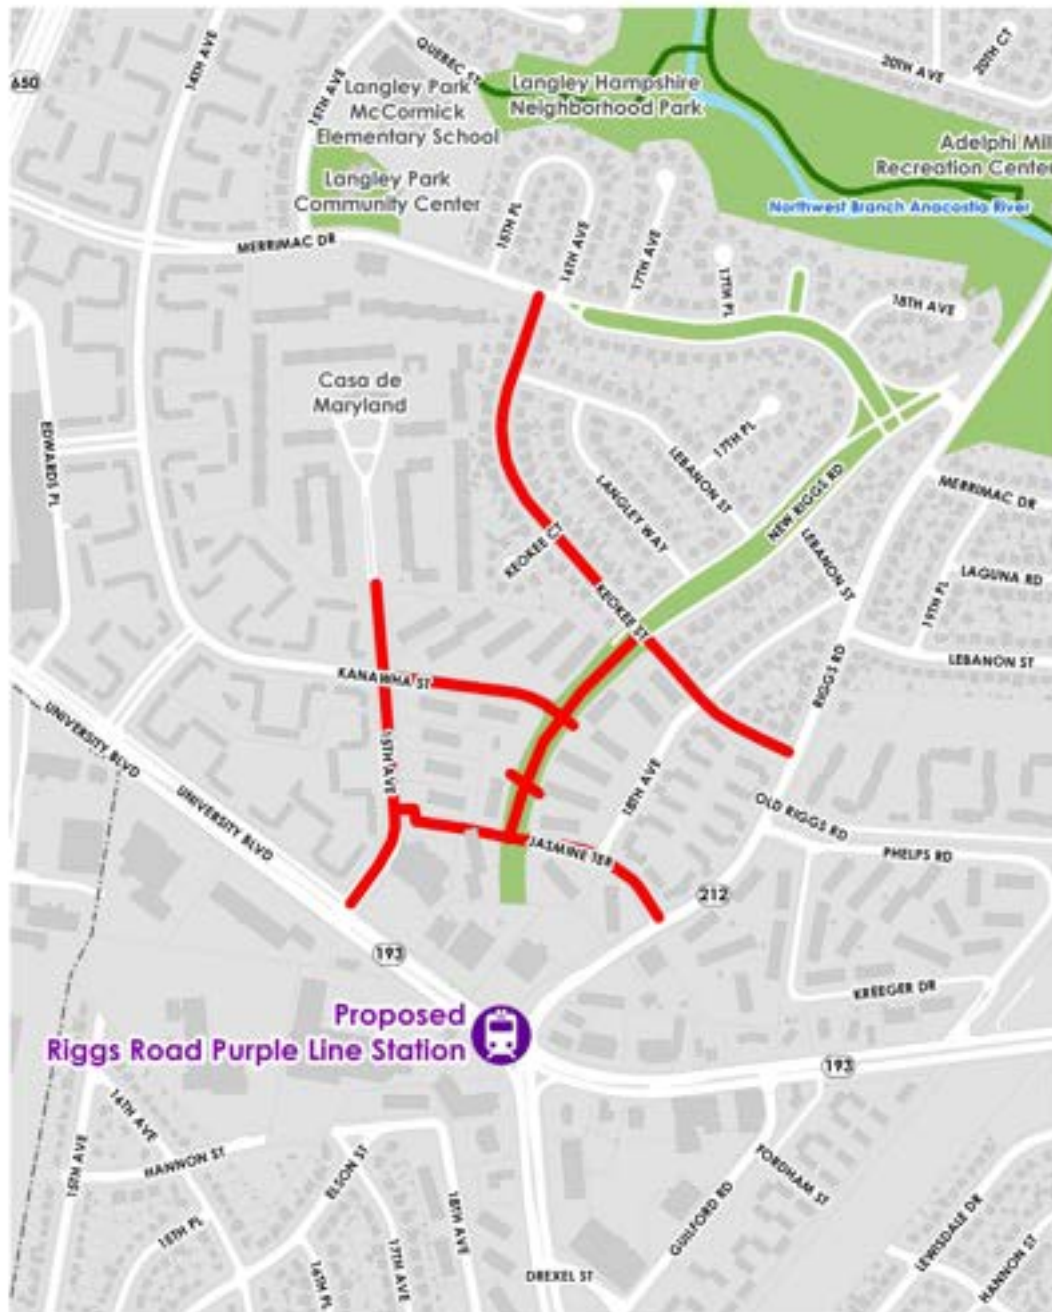 650
14TH AVE
15TH AVE
QUEBEC ST
20TH AVE
20TH CT
Langley Park
McCormick
Elementary School
Langley Hampshire
Neighborhood Park
Adelphi Mill
Recreation Center
Langley Park
Community Center
Northwest Branch Anacostia River
MERRIMAC DR
15TH PL
16TH AVE
17TH AVE
17TH PL
18TH AVE
Casa de
Maryland
EDWARDS PL
17TH PL
LEBANON ST
LANGLEY WAY
NEW RIGGS RD
MERRIMAC DR
KEOKEE CT
LEBANON ST
LAGUNA RD
19TH PL
KEOKEE ST
LEBANON ST
KANAWHA ST
RIGGS RD
UNIVERSITY BLVD
15TH AVE
UNIVERSITY BLVD
18TH AVE
OLD RIGGS RD
JASMINE TER
PHELPS RD
212
193
KREEGER DR
Proposed
Riggs Road Purple Line Station
193
16TH AVE
15TH AVE
HANNON ST
ELSON ST
18TH AVE
FORDHAM ST
GUILFORD RD
15TH PL
17TH AVE
16TH PL
DREXEL ST
LEWISDALE DR
HANNON ST